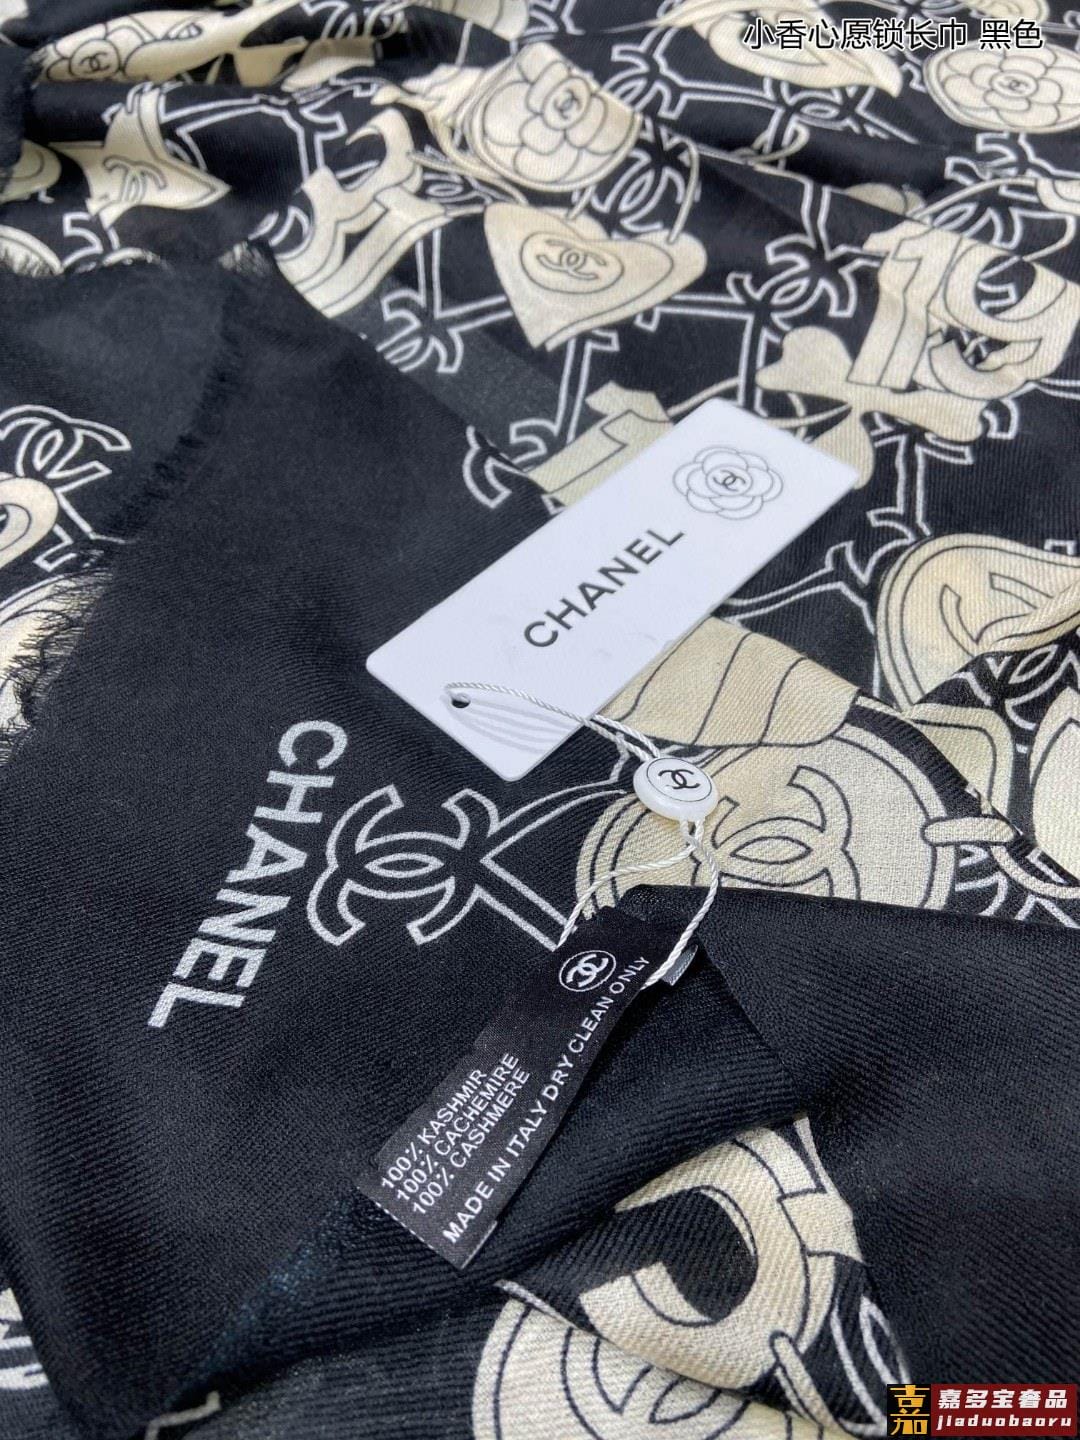 小香心愿锁长巾 黑色
CHANEL
CHANEL
100% KASHMIR
100% CACHEMIRE
100% CASHMERE
MADE IN ITALY DRY CLEAN ONLY
19
嘉多宝奢品
jiaduobaoru